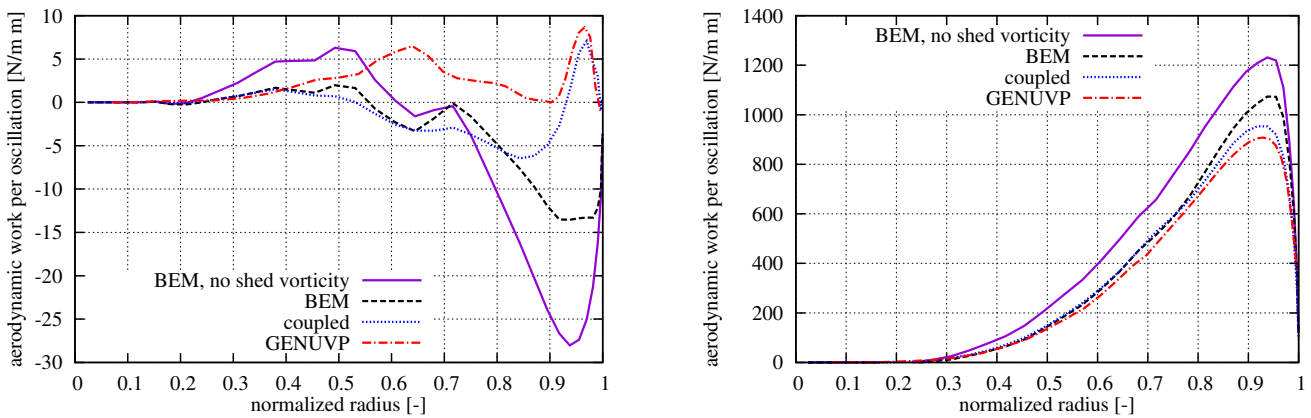 aerodynamic work per oscillation [N/m m]
10
5
0
-5
-10
-15
-20
-25
-30
BEM, no shed vorticity
BEM
coupled
GENUVP
0 0.1 0.2 0.3 0.4 0.5 0.6 0.7 0.8 0.9 1
normalized radius [-]
aerodynamic work per oscillation [N/m m]
1400
1200
1000
800
600
400
200
0
BEM, no shed vorticity
BEM
coupled
GENUVP
0 0.1 0.2 0.3 0.4 0.5 0.6 0.7 0.8 0.9 1
normalized radius [-]